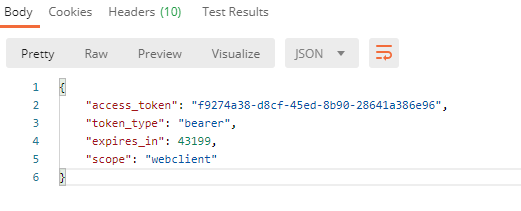 Body Cookies Headers (10) Test Results
Pretty Raw Preview Visualize JSON
1 {
2 "access_token": "f9274a38-d8cf-45ed-8b90-28641a386e96",
3 "token_type": "bearer",
4 "expires_in": 43199,
5 "scope": "webclient"
6 }